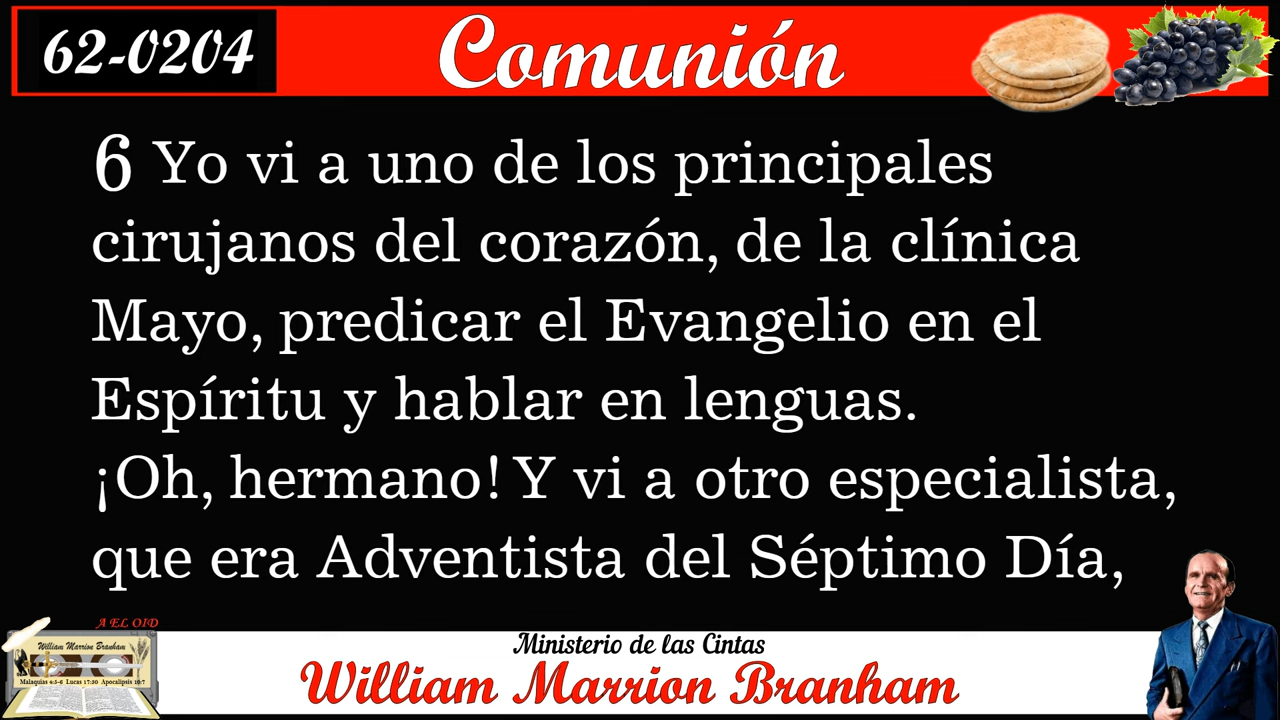 62-0204
Comunión
6 Yo vi a uno de los principales
cirujanos del corazón, de la clínica
Mayo, predicar el Evangelio en el
Espíritu y hablar en lenguas.
¡Oh, hermano! Y vi a otro especialista,
que era Adventista del Séptimo Día,
A EL OID
William Marrion Branham
Malaquias 4:5-6 Lucas 17:30 Apocalipsis 10:7
Ministerio de las Cintas
William Marrion Branham